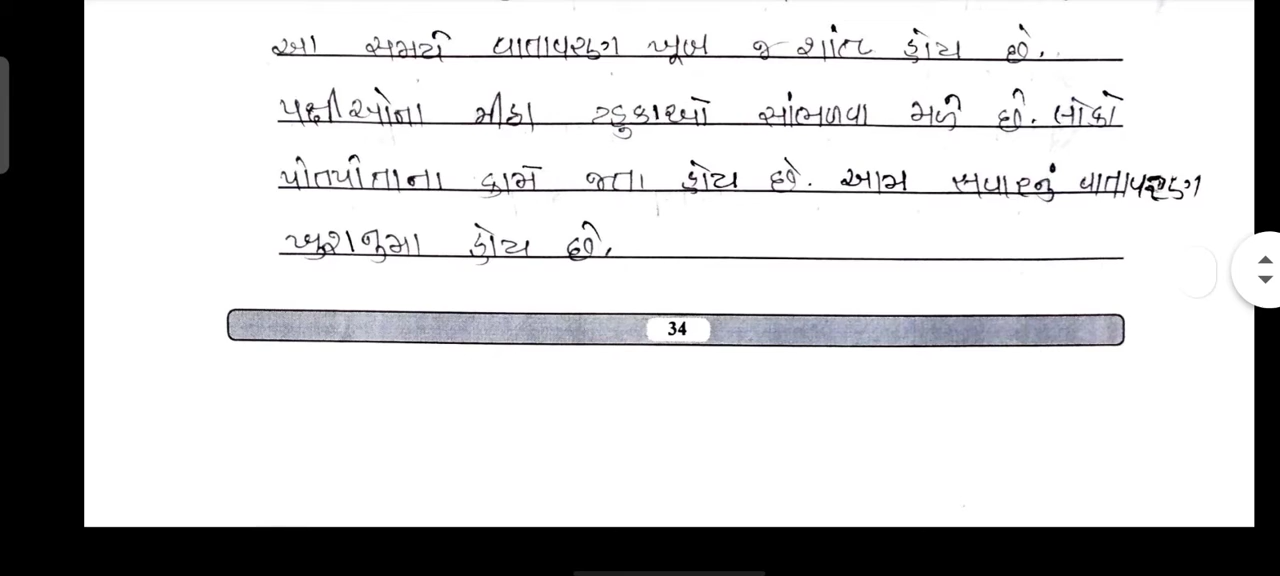 આ સમયે વાતાવરણ ખૂબ જ શાંત હોય છે.
પક્ષીઓના મીઠા ટહુકાઓ સાંભળવા મળે છે. લોકો
પોતપોતાના કામે જતા હોય છે. આમ સવારનું વાતાવરણ
ખુશનુમા હોય છે.
34